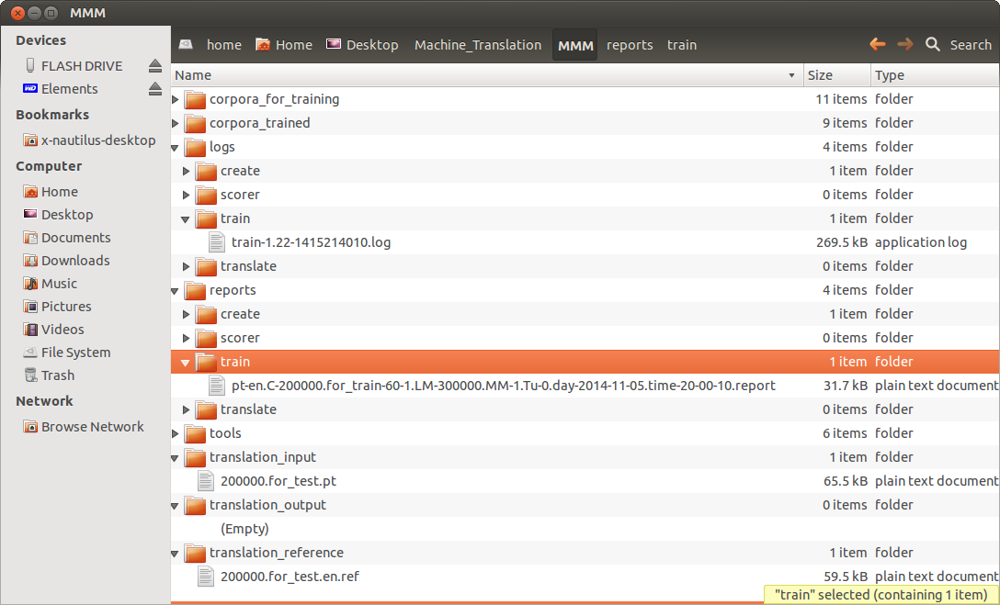 MMM
Devices
FLASH DRIVE
WD Elements
Bookmarks
x-nautilus-desktop
Computer
Home
Desktop
Documents
Downloads
Music
Pictures
Videos
File System
Trash
Network
Browse Network
home Home Desktop Machine_Translation MMM reports train Search
Name Size Type
corpora_for_training 11 items folder
corpora_trained 9 items folder
logs 4 items folder
create 1 item folder
scorer 0 items folder
train 1 item folder
train-1.22-1415214010.log 269.5 kB application log
translate 0 items folder
reports 4 items folder
create 1 item folder
scorer 0 items folder
train 1 item folder
pt-en.C-200000.for_train-60-1.LM-300000.MM-1.Tu-0.day-2014-11-05.time-20-00-10.report 31.7 kB plain text document
translate 0 items folder
tools 6 items folder
translation_input 1 item folder
200000.for_test.pt 65.5 kB plain text document
translation_output 0 items folder
(Empty)
translation_reference 1 item folder
200000.for_test.en.ref 59.5 kB plain text document
"train" selected (containing 1 item)